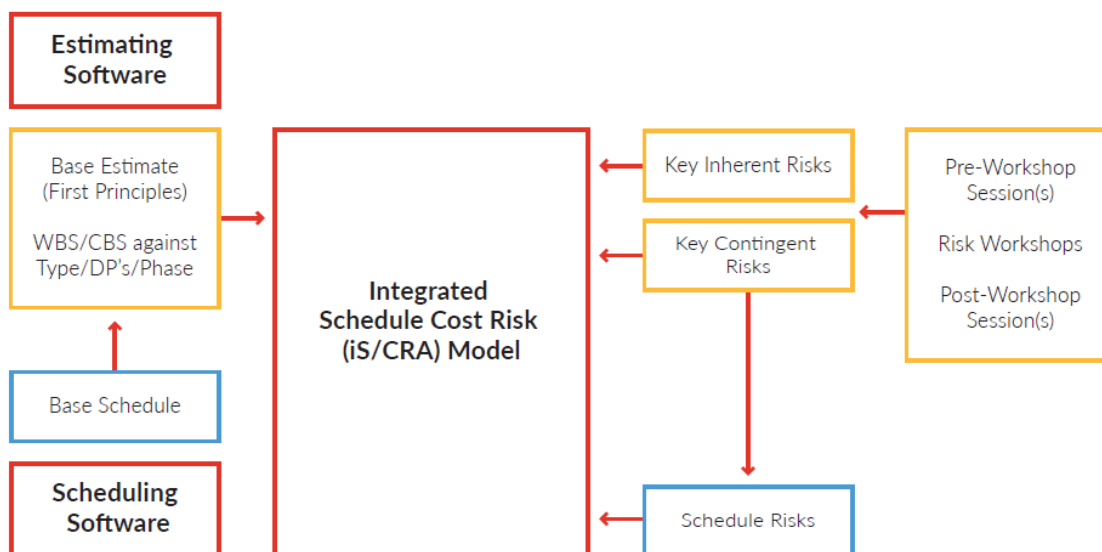 Estimating
Software
Base Estimate
(First Principles)
WBS/CBS against
Type/DP's/Phase
Base Schedule
Scheduling
Software
Integrated
Schedule Cost Risk
(iS/CRA) Model
Key Inherent Risks
Key Contingent
Risks
Schedule Risks
Pre-Workshop
Session(s)
Risk Workshops
Post-Workshop
Session(s)